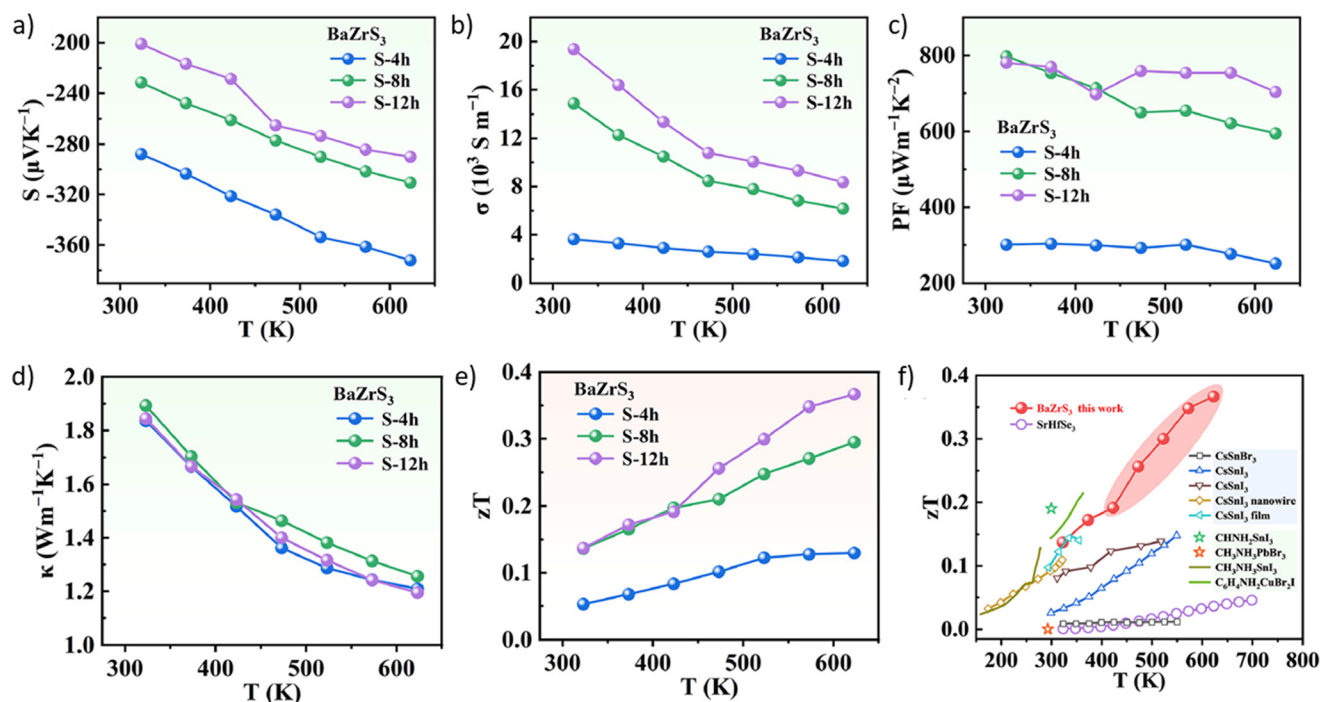 a)
-200
-240
-280
-320
-360
S (μVK⁻¹)
BaZrS₃
S-4h
S-8h
S-12h
300 400 500 600
T (K)
b)
20
16
12
8
4
0
σ (10³ S m⁻¹)
BaZrS₃
S-4h
S-8h
S-12h
300 400 500 600
T (K)
c)
800
600
400
200
PF (μWm⁻¹K⁻²)
BaZrS₃
S-4h
S-8h
S-12h
300 400 500 600
T (K)
d)
2.0
1.8
1.6
1.4
1.2
1.0
κ (Wm⁻¹K⁻¹)
BaZrS₃
S-4h
S-8h
S-12h
300 400 500 600
T (K)
e)
0.4
0.3
0.2
0.1
0.0
zT
BaZrS₃
S-4h
S-8h
S-12h
300 400 500 600
T (K)
f)
0.4
0.3
0.2
0.1
0.0
zT
BaZrS₃ this work
SrHfSe₃
CsSnBr₃
CsSnI₃
CsSnI₃
CsSnI₃ nanowire
CsSnI₃ film
CHNH₂SnI₃
CH₃NH₃PbBr₃
CH₃NH₃SnI₃
C₆H₄NH₂CuBr₂I
200 300 400 500 600 700 800
T (K)